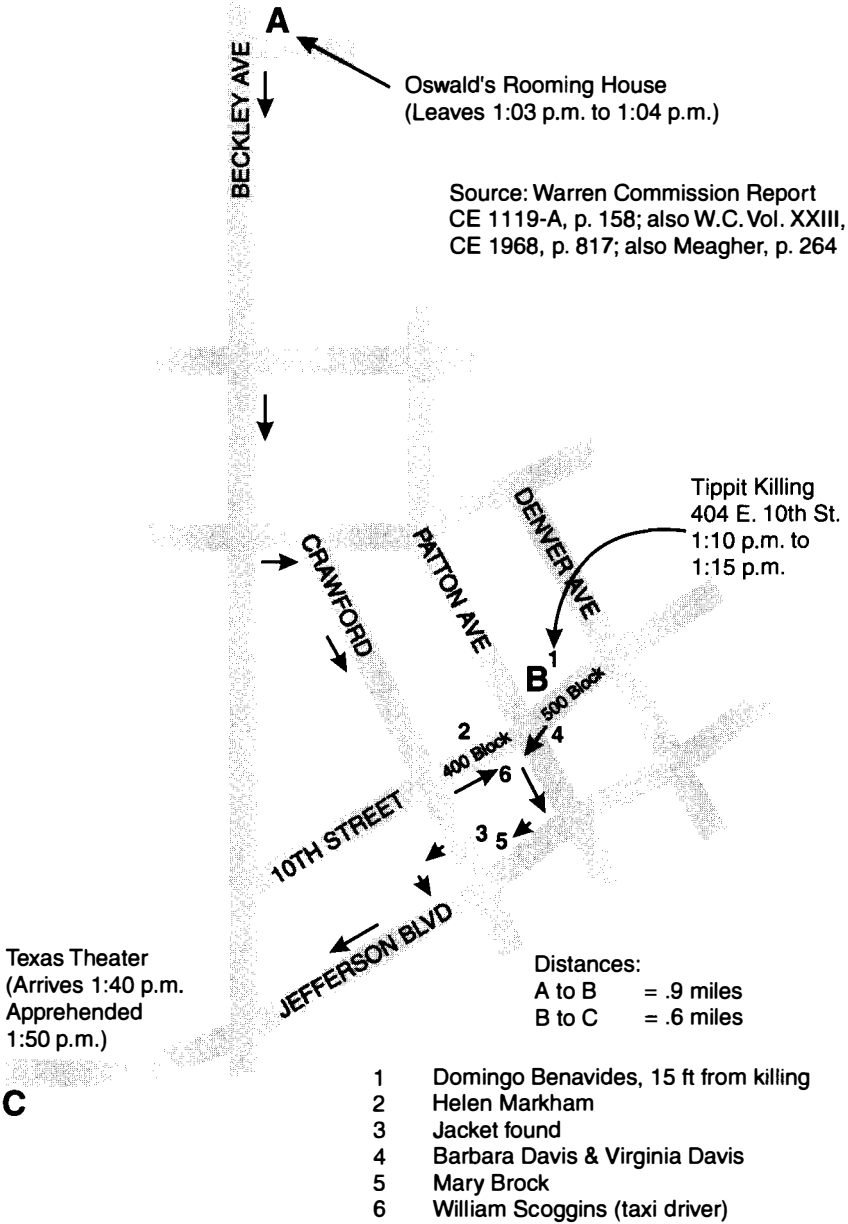 A
BECKLEY AVE
Oswald's Rooming House
(Leaves 1:03 p.m. to 1:04 p.m.)
Source: Warren Commission Report
CE 1119-A, p. 158; also W.C. Vol. XXIII,
CE 1968, p. 817; also Meagher, p. 264
Tippit Killing
404 E. 10th St.
1:10 p.m. to
1:15 p.m.
CRAWFORD
PATTON AVE
DENVER AVE
1
B
500 Block
2
400 Block
4
6
10TH STREET
3
5
JEFFERSON BLVD
Texas Theater
(Arrives 1:40 p.m.
Apprehended
1:50 p.m.)
Distances:
A to B = .9 miles
B to C = .6 miles
C
1 Domingo Benavides, 15 ft from killing
2 Helen Markham
3 Jacket found
4 Barbara Davis & Virginia Davis
5 Mary Brock
6 William Scoggins (taxi driver)